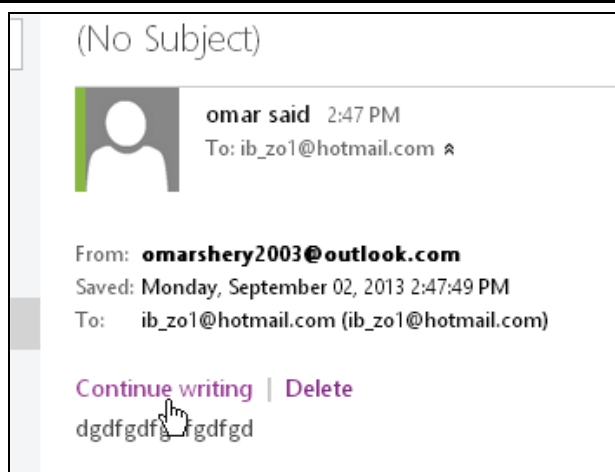 (No Subject)
omar said 2:47 PM
To: ib_zo1@hotmail.com
From: omarshery2003@outlook.com
Saved: Monday, September 02, 2013 2:47:49 PM
To: ib_zo1@hotmail.com (ib_zo1@hotmail.com)
Continue writing | Delete